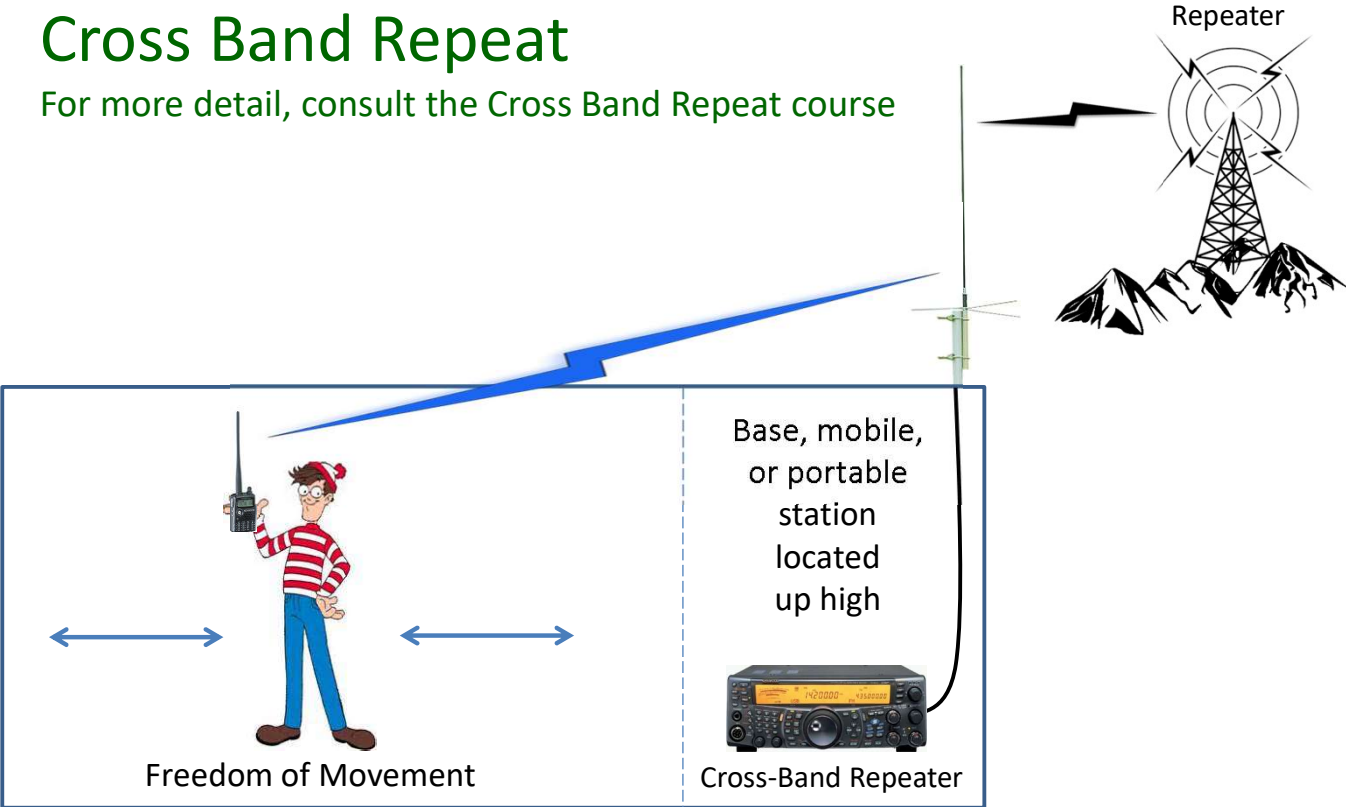 Cross Band Repeat
For more detail, consult the Cross Band Repeat course
Repeater
Base, mobile,
or portable
station
located
up high
Freedom of Movement
Cross-Band Repeater